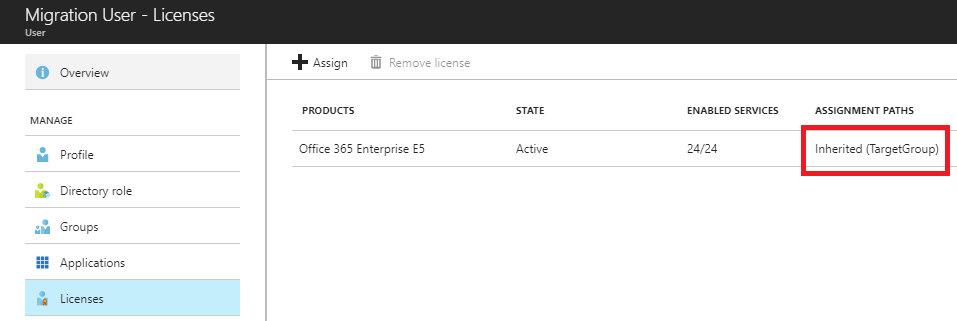 Migration User - Licenses
User
Overview
MANAGE
Profile
Directory role
Groups
Applications
Licenses
Assign Remove license
PRODUCTS STATE ENABLED SERVICES ASSIGNMENT PATHS
Office 365 Enterprise E5 Active 24/24 Inherited (TargetGroup)